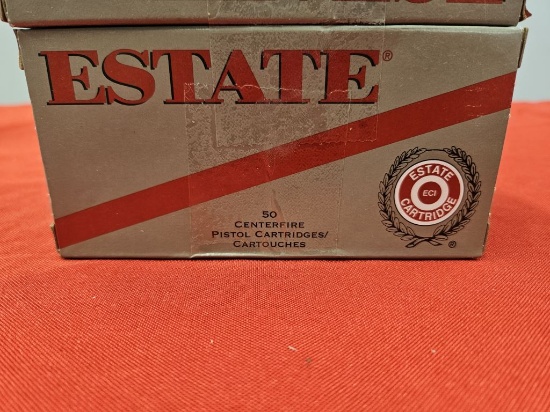 ESTATE®
50
CENTERFIRE
PISTOL CARTRIDGES/
CARTOUCHES
ESTATE
ECI
CARTRIDGE
®